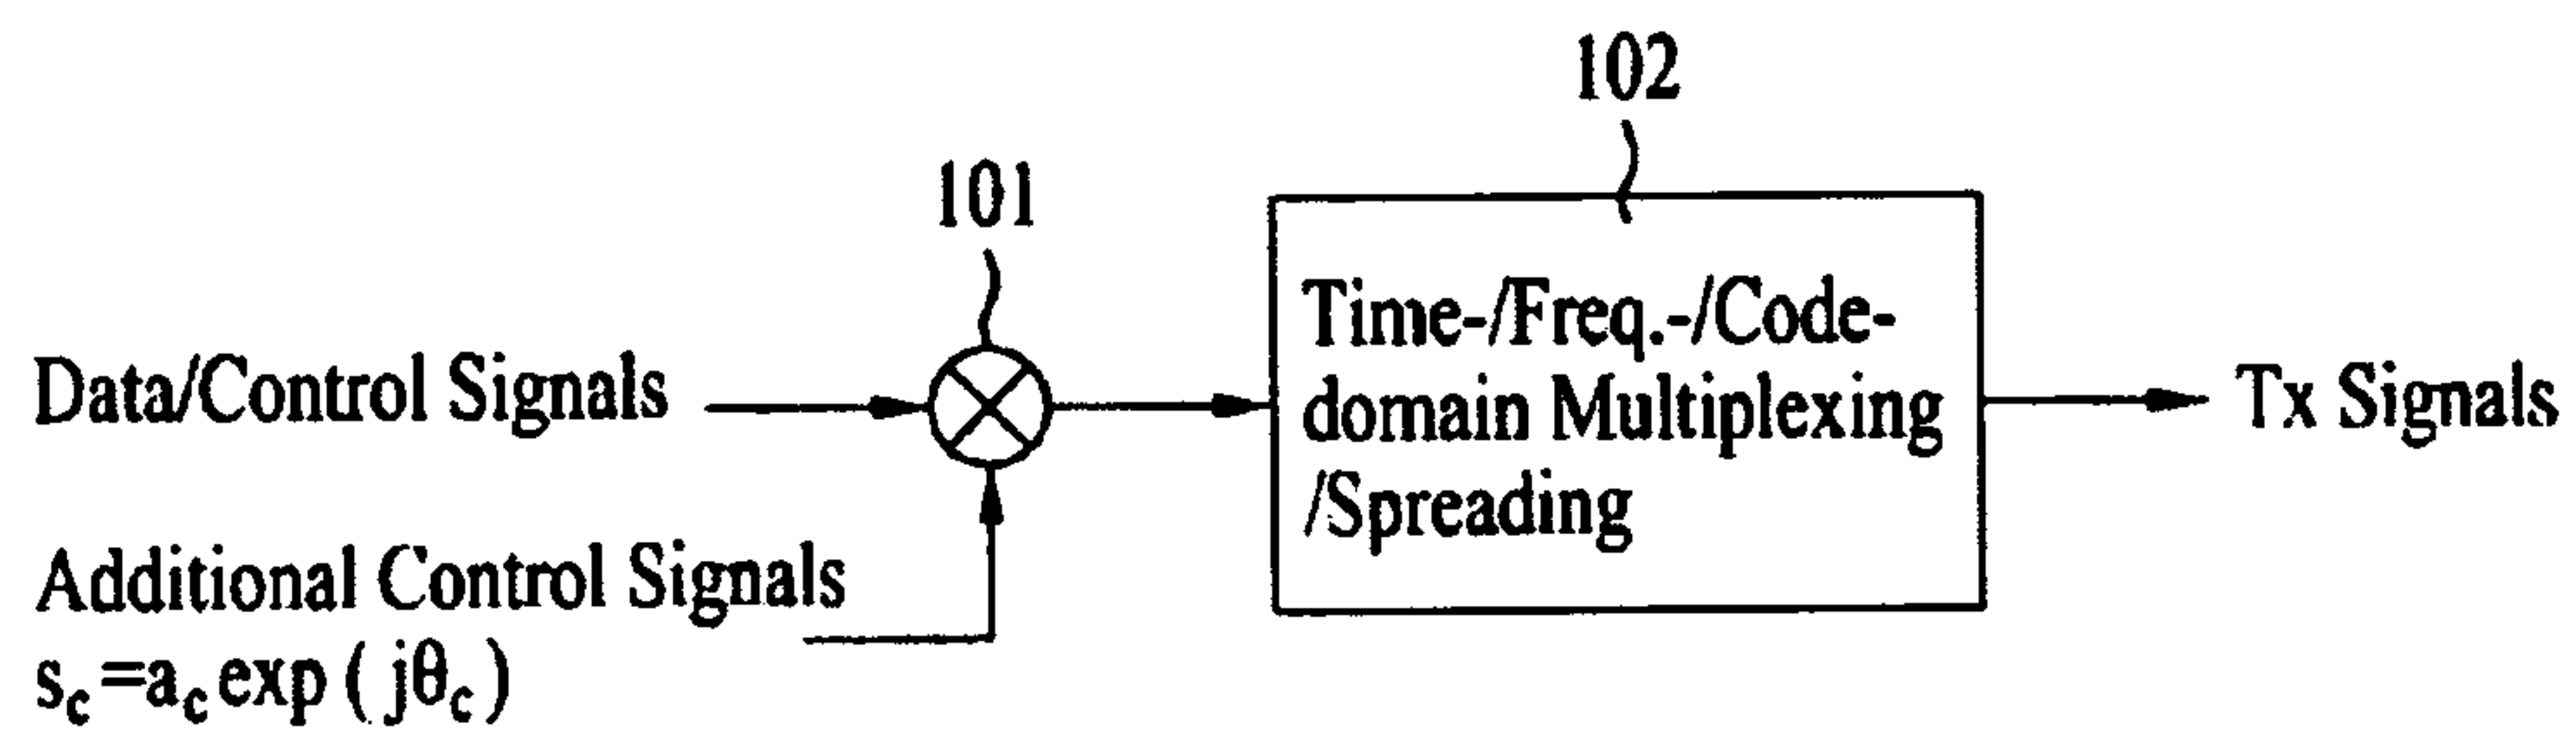 102
101
Time-/Freq.-/Code-
domain Multiplexing
/Spreading
Data/Control Signals
Tx Signals
Additional Control Signals
s_c=a_c exp ( jθ_c )